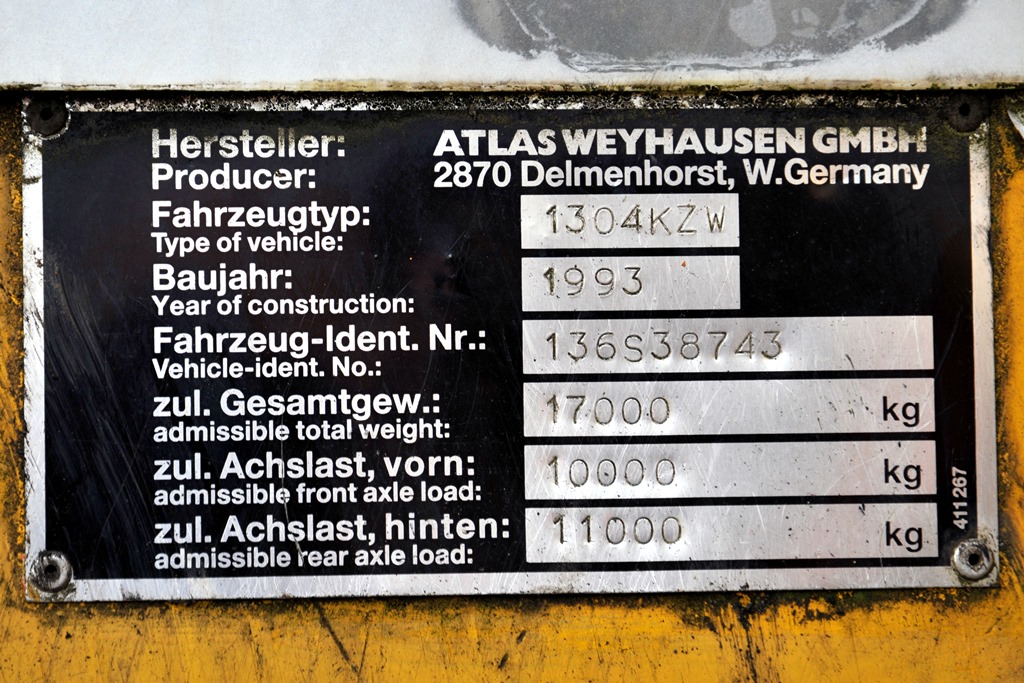 Hersteller: ATLAS WEYHAUSEN GMBH
Producer: 2870 Delmenhorst, W.Germany
Fahrzeugtyp: 1304KZW
Type of vehicle:
Baujahr: 1993
Year of construction:
Fahrzeug-Ident. Nr.: 136S38743
Vehicle-ident. No.:
zul. Gesamtgew.: 17000 kg
admissible total weight:
zul. Achslast, vorn: 10000 kg
admissible front axle load:
zul. Achslast, hinten: 11000 kg
admissible rear axle load:
411267